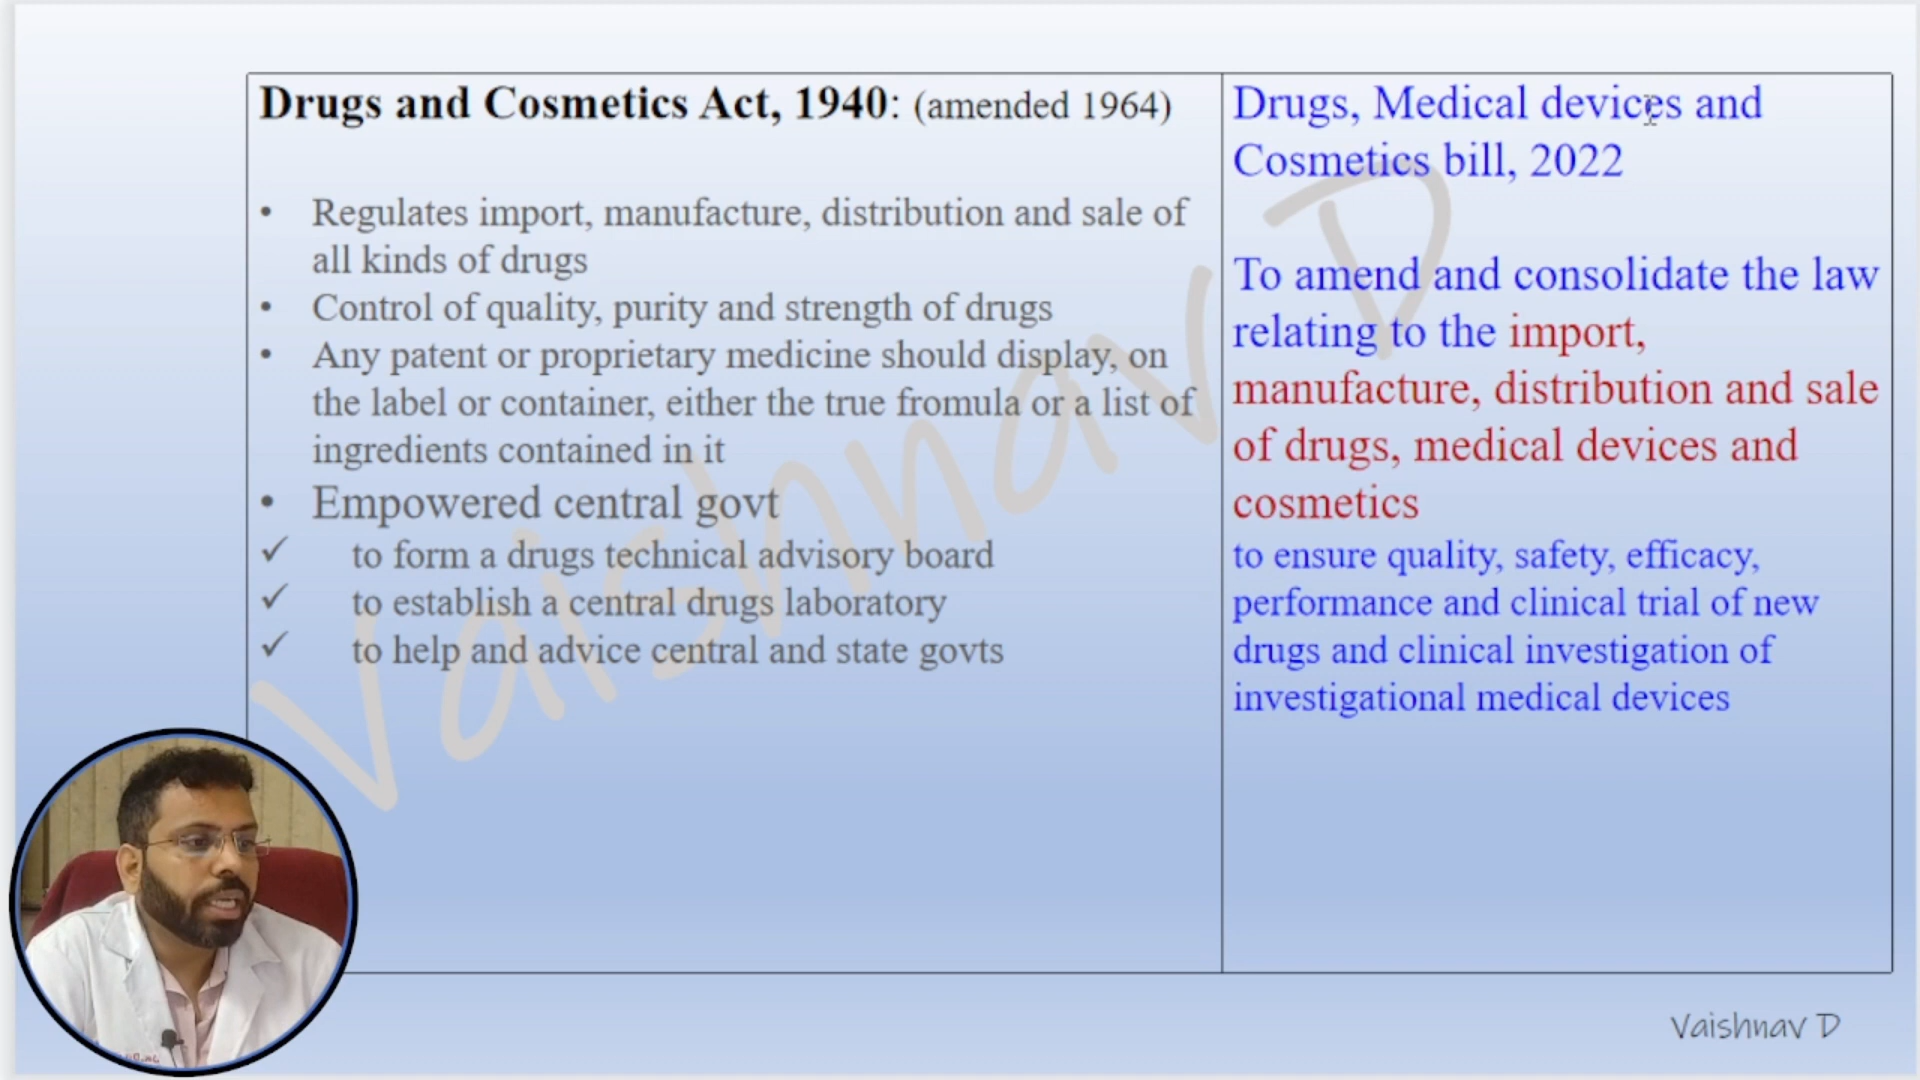 Drugs and Cosmetics Act, 1940: (amended 1964)
• Regulates import, manufacture, distribution and sale of
all kinds of drugs
• Control of quality, purity and strength of drugs
• Any patent or proprietary medicine should display, on
the label or container, either the true fromula or a list of
ingredients contained in it
• Empowered central govt
✓ to form a drugs technical advisory board
✓ to establish a central drugs laboratory
✓ to help and advice central and state govts
Drugs, Medical devices and
Cosmetics bill, 2022
To amend and consolidate the law
relating to the import,
manufacture, distribution and sale
of drugs, medical devices and
cosmetics
to ensure quality, safety, efficacy,
performance and clinical trial of new
drugs and clinical investigation of
investigational medical devices
Vaishnav D
Vaishnav D